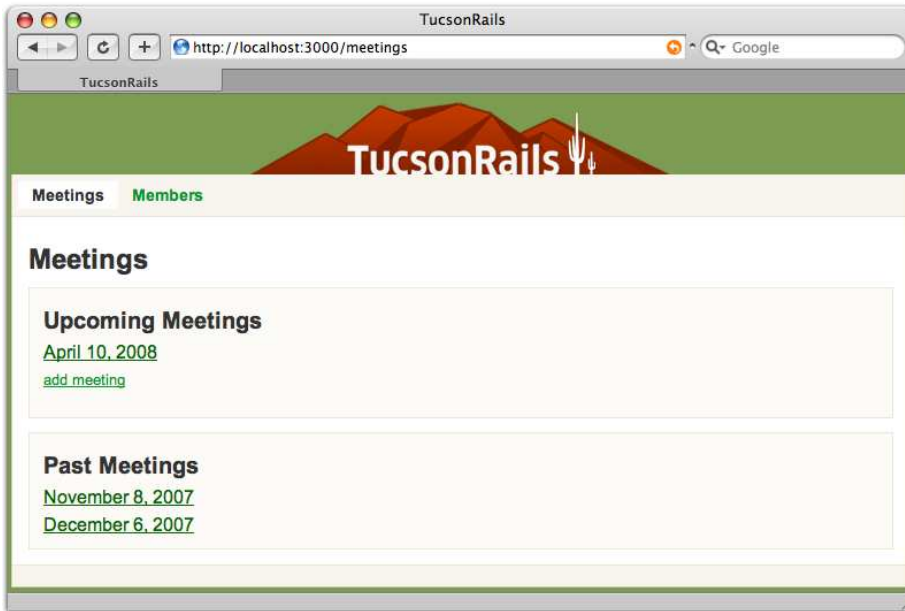 TucsonRails
http://localhost:3000/meetings
Google
TucsonRails
TucsonRails
Meetings Members
Meetings
Upcoming Meetings
April 10, 2008
add meeting
Past Meetings
November 8, 2007
December 6, 2007